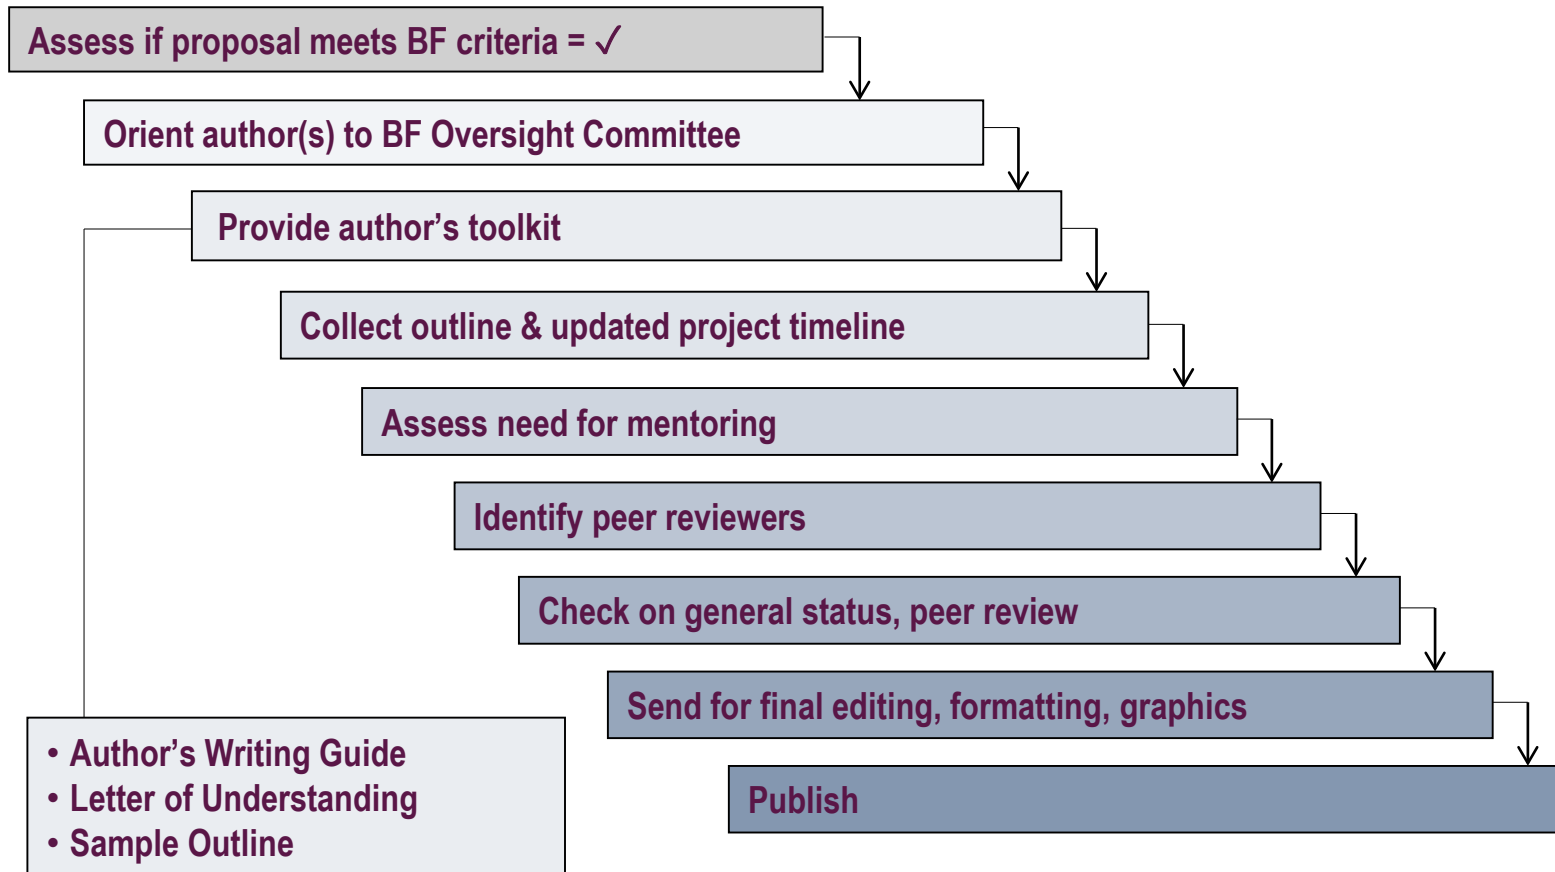 Assess if proposal meets BF criteria = ✓
Orient author(s) to BF Oversight Committee
Provide author’s toolkit
Collect outline & updated project timeline
Assess need for mentoring
Identify peer reviewers
Check on general status, peer review
Send for final editing, formatting, graphics
Publish
• Author’s Writing Guide
• Letter of Understanding
• Sample Outline